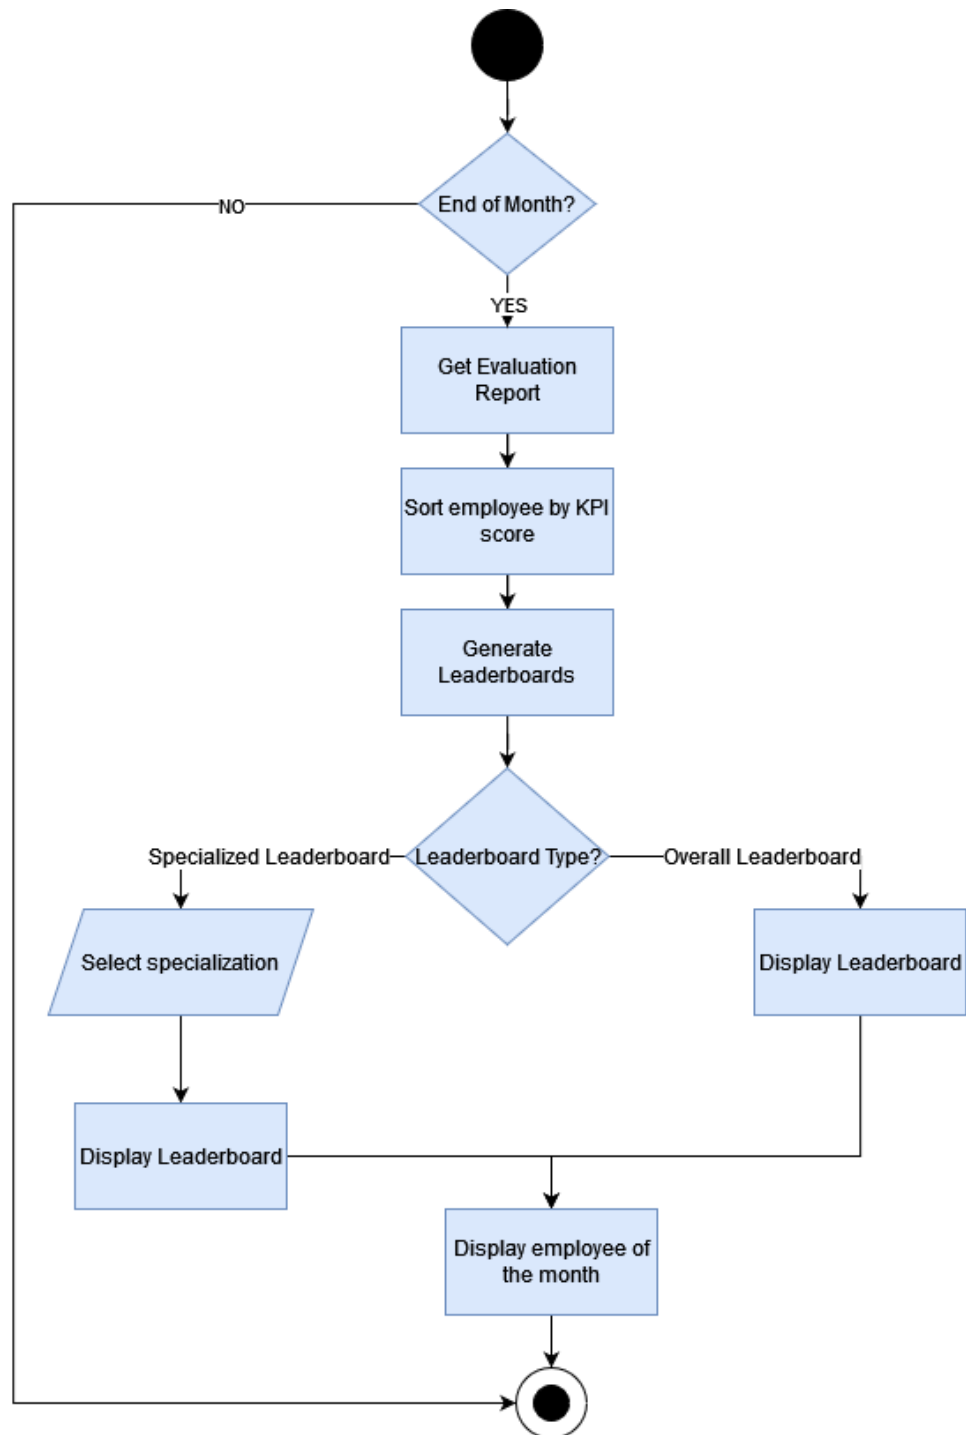 End of Month?
NO
YES
Get Evaluation
Report
Sort employee by KPI
score
Generate
Leaderboards
Specialized Leaderboard
Leaderboard Type?
Overall Leaderboard
Select specialization
Display Leaderboard
Display Leaderboard
Display employee of
the month